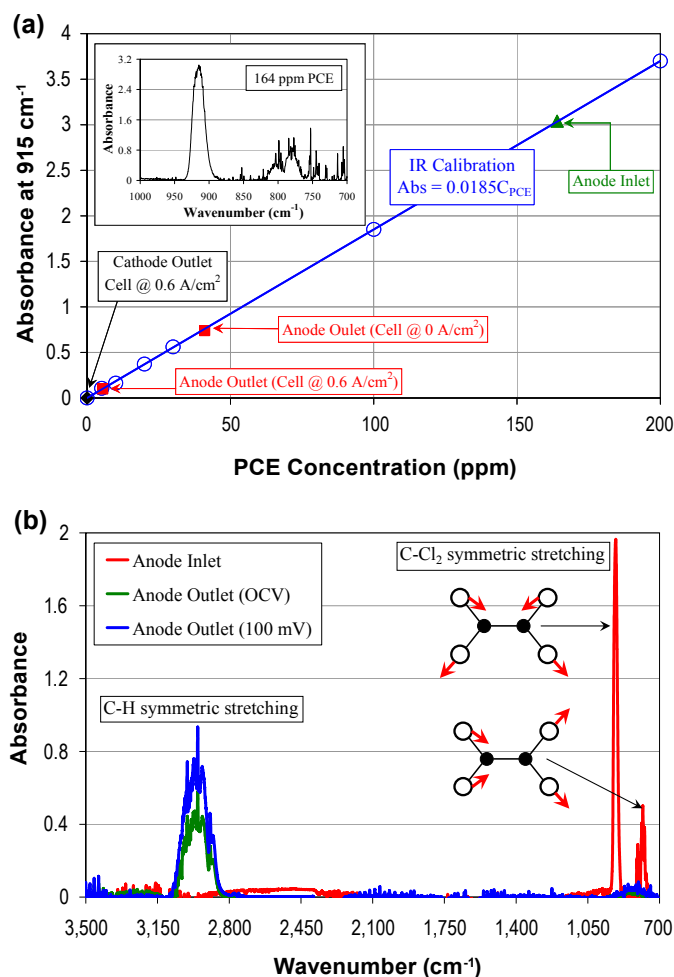 (a)
Absorbance at 915 cm⁻¹
4
3.5
3
2.5
2
1.5
1
0.5
0
0
50
100
150
200
PCE Concentration (ppm)
Absorbance
3.2
2.4
1.6
0.8
0.0
1000
950
900
850
800
750
700
Wavenumber (cm⁻¹)
164 ppm PCE
IR Calibration
Abs = 0.0185C_PCE
Anode Inlet
Cathode Outlet
Cell @ 0.6 A/cm²
Anode Oulet (Cell @ 0 A/cm²)
Anode Outlet (Cell @ 0.6 A/cm²)
(b)
Absorbance
2
1.6
1.2
0.8
0.4
0
Anode Inlet
Anode Outlet (OCV)
Anode Outlet (100 mV)
C-Cl₂ symmetric stretching
C-H symmetric stretching
3,500
3,150
2,800
2,450
2,100
1,750
1,400
1,050
700
Wavenumber (cm⁻¹)